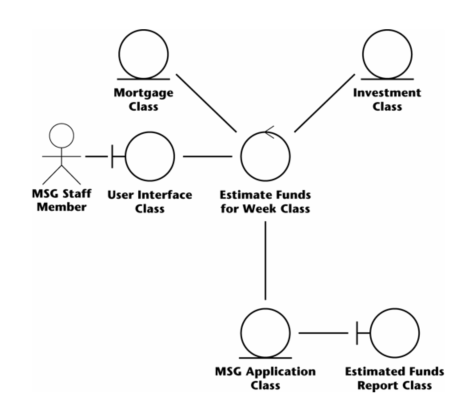 Mortgage
Class
Investment
Class
MSG Staff
Member
User Interface
Class
Estimate Funds
for Week Class
MSG Application
Class
Estimated Funds
Report Class